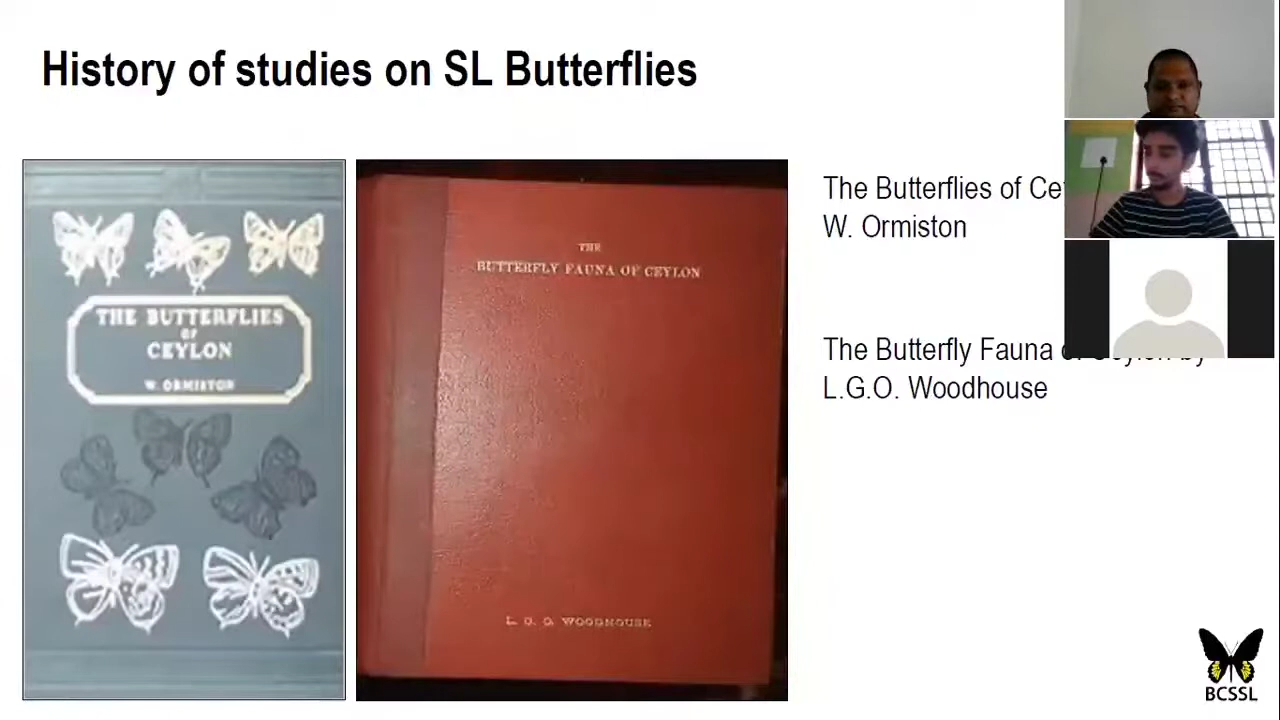 History of studies on SL Butterflies
THE BUTTERFLIES
OF
CEYLON
W. ORMISTON
THE
BUTTERFLY FAUNA OF CEYLON
L. G. O. WOODHOUSE
The Butterflies of
W. Ormiston
The Butterfly Fauna
L.G.O. Woodhouse
BCSSL